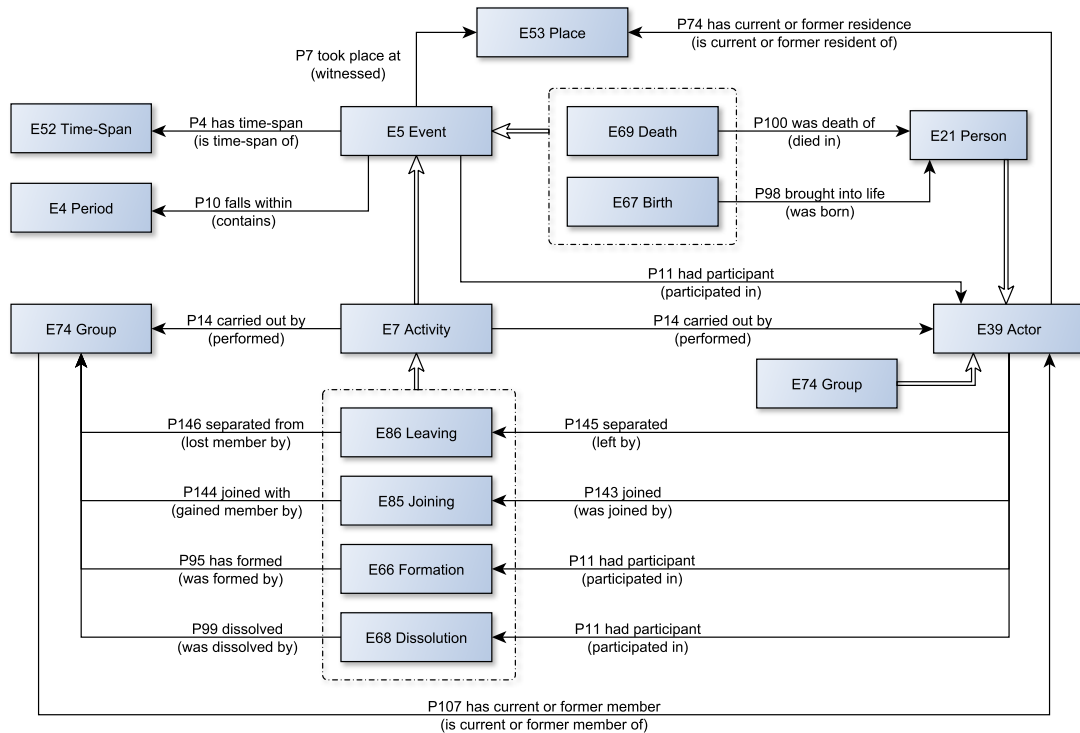 P74 has current or former residence
(is current or former resident of)
E53 Place
P7 took place at
(witnessed)
E52 Time-Span
P4 has time-span
(is time-span of)
E5 Event
E69 Death
P100 was death of
(died in)
E21 Person
E4 Period
P10 falls within
(contains)
E67 Birth
P98 brought into life
(was born)
P11 had participant
(participated in)
E74 Group
P14 carried out by
(performed)
E7 Activity
P14 carried out by
(performed)
E39 Actor
E74 Group
P146 separated from
(lost member by)
E86 Leaving
P145 separated
(left by)
P144 joined with
(gained member by)
E85 Joining
P143 joined
(was joined by)
P95 has formed
(was formed by)
E66 Formation
P11 had participant
(participated in)
P99 dissolved
(was dissolved by)
E68 Dissolution
P11 had participant
(participated in)
P107 has current or former member
(is current or former member of)